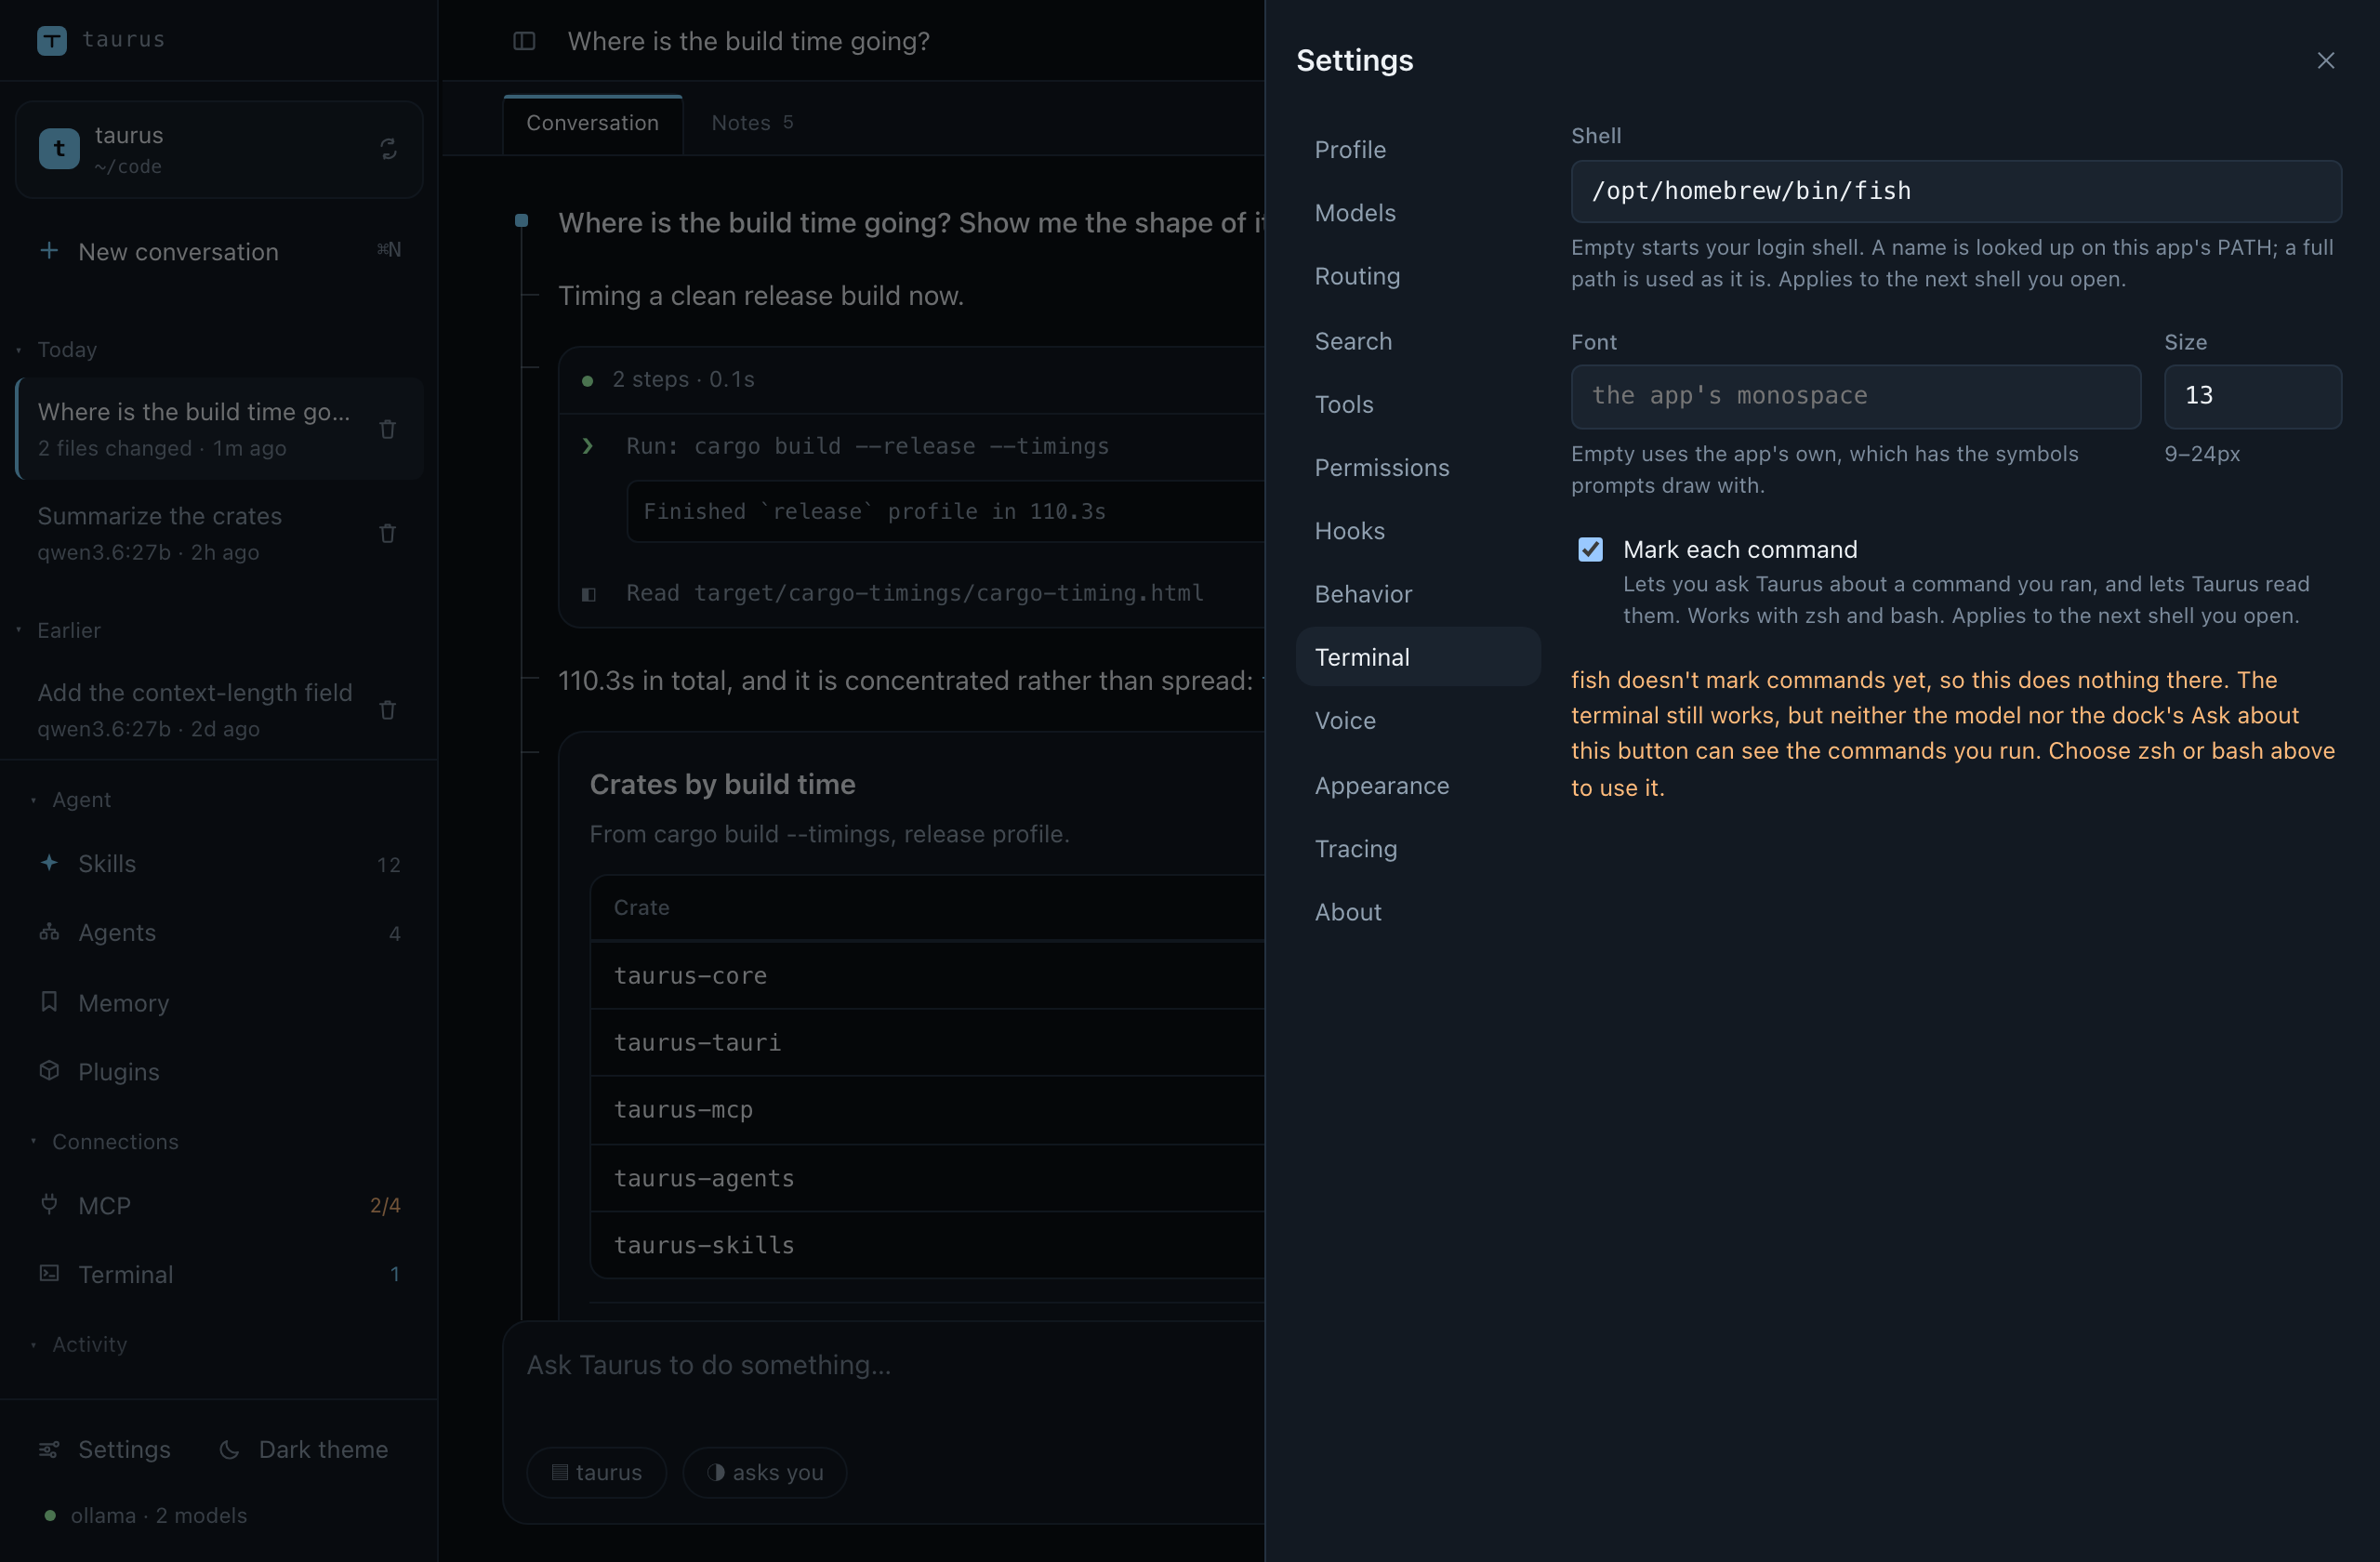 taurus
t
taurus
~/code
New conversation ⌘N
Today
Where is the build time go...
2 files changed · 1m ago
Summarize the crates
qwen3.6:27b · 2h ago
Earlier
Add the context-length field
qwen3.6:27b · 2d ago
Agent
Skills 12
Agents 4
Memory
Plugins
Connections
MCP 2/4
Terminal 1
Activity
Settings Dark theme
ollama · 2 models
Where is the build time going?
Conversation Notes 5
Where is the build time going? Show me the shape of it
Timing a clean release build now.
2 steps · 0.1s
Run: cargo build --release --timings
Finished `release` profile in 110.3s
Read target/cargo-timings/cargo-timing.html
110.3s in total, and it is concentrated rather than spread:
Crates by build time
From cargo build --timings, release profile.
Crate
taurus-core
taurus-tauri
taurus-mcp
taurus-agents
taurus-skills
Ask Taurus to do something...
taurus asks you
Settings
Profile
Models
Routing
Search
Tools
Permissions
Hooks
Behavior
Terminal
Voice
Appearance
Tracing
About
Shell
/opt/homebrew/bin/fish
Empty starts your login shell. A name is looked up on this app's PATH; a full
path is used as it is. Applies to the next shell you open.
Font Size
the app's monospace 13
Empty uses the app's own, which has the symbols 9–24px
prompts draw with.
Mark each command
Lets you ask Taurus about a command you ran, and lets Taurus read
them. Works with zsh and bash. Applies to the next shell you open.
fish doesn't mark commands yet, so this does nothing there. The
terminal still works, but neither the model nor the dock's Ask about
this button can see the commands you run. Choose zsh or bash above
to use it.